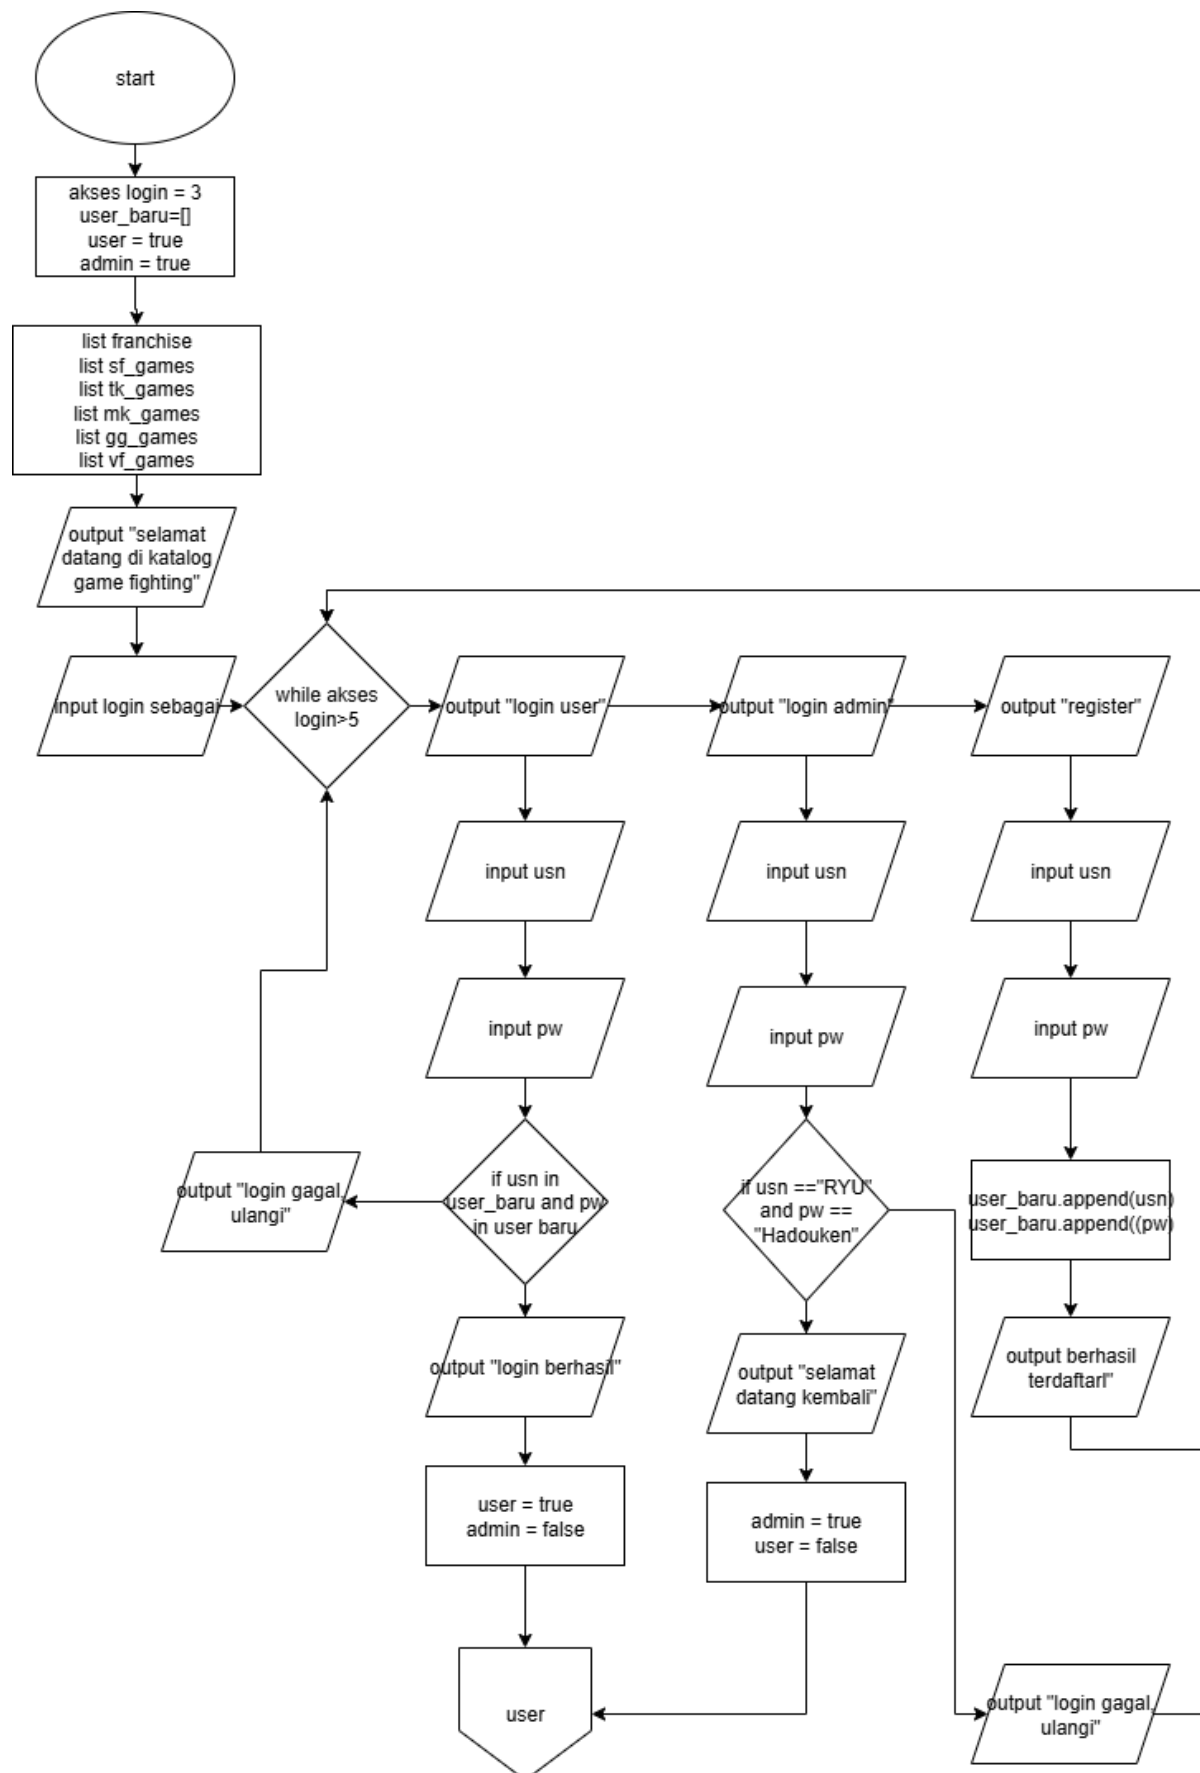 start
akses login = 3
user_baru=[]
user = true
admin = true
list franchise
list sf_games
list tk_games
list mk_games
list gg_games
list vf_games
output "selamat
datang di katalog
game fighting"
input login sebagai
while akses
login>5
output "login user"
output "login admin"
output "register"
input usn
input usn
input usn
input pw
input pw
input pw
output "login gagal,
ulangi"
if usn in
user_baru and pw
in user baru
if usn =="RYU"
and pw ==
"Hadouken"
user_baru.append(usn)
user_baru.append((pw)
output "login berhasil"
output "selamat
datang kembali"
output berhasil
terdaftarl"
user = true
admin = false
admin = true
user = false
user
output "login gagal,
ulangi"